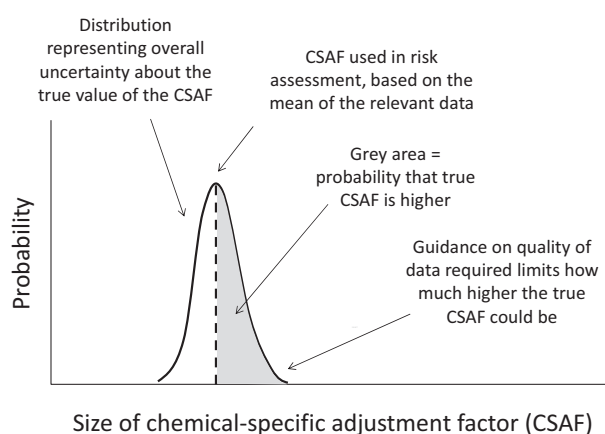 Distribution
representing overall
uncertainty about the
true value of the CSAF
CSAF used in risk
assessment, based on the
mean of the relevant data
Grey area =
probability that true
CSAF is higher
Guidance on quality of
data required limits how
much higher the true
CSAF could be
Probability
Size of chemical-specific adjustment factor (CSAF)